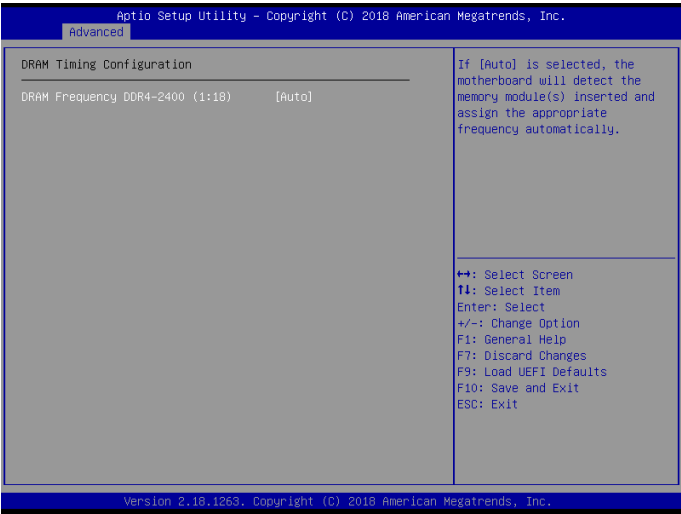 Aptio Setup Utility – Copyright (C) 2018 American Megatrends, Inc.
Advanced
DRAM Timing Configuration
DRAM Frequency DDR4-2400 (1:18) [Auto]
If [Auto] is selected, the
motherboard will detect the
memory module(s) inserted and
assign the appropriate
frequency automatically.
↔: Select Screen
↑↓: Select Item
Enter: Select
+/-: Change Option
F1: General Help
F7: Discard Changes
F9: Load UEFI Defaults
F10: Save and Exit
ESC: Exit
Version 2.18.1263. Copyright (C) 2018 American Megatrends, Inc.